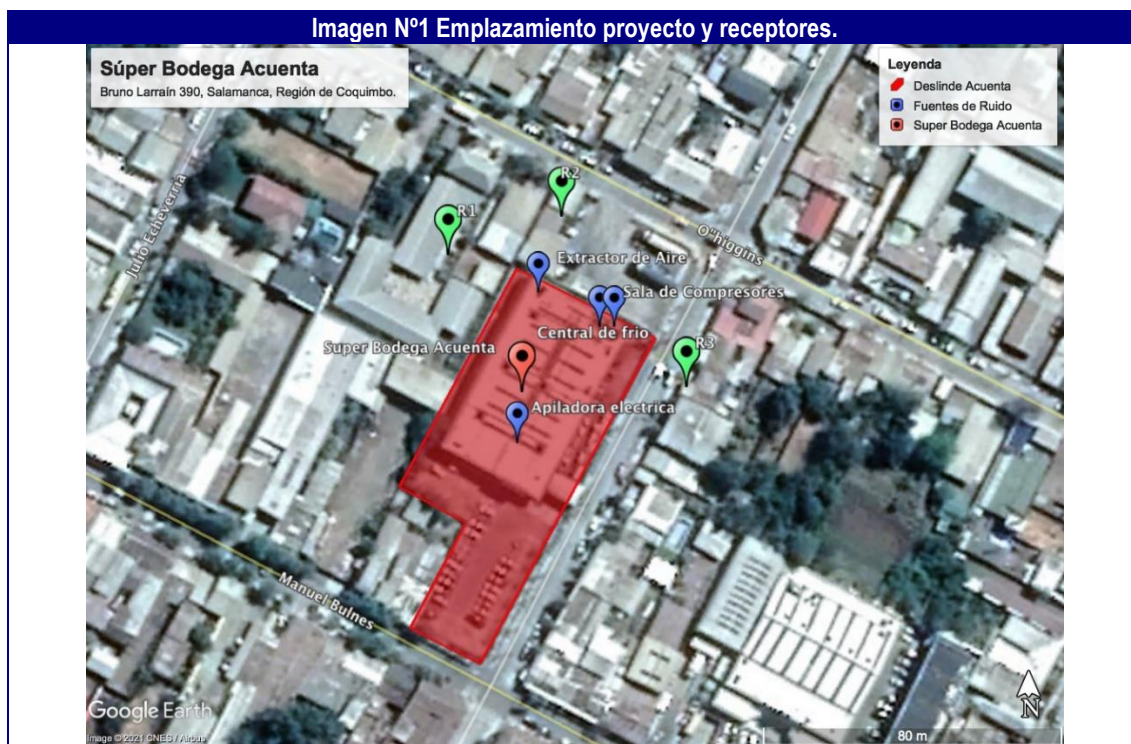 Imagen Nº1 Emplazamiento proyecto y receptores.
Súper Bodega Acuenta
Bruno Larraín 390, Salamanca, Región de Coquimbo.
Leyenda
Deslinde Acuenta
Fuentes de Ruido
Super Bodega Acuenta
Julio Echeverría
R2
R1
O"higgins
Extractor de Aire
Sala de Compresores
Central de frio
Super Bodega Acuenta
R3
Apiladora electrica
Manuel Bulnes
Google Earth
Image © 2021 CNES / Airbus
N
80 m